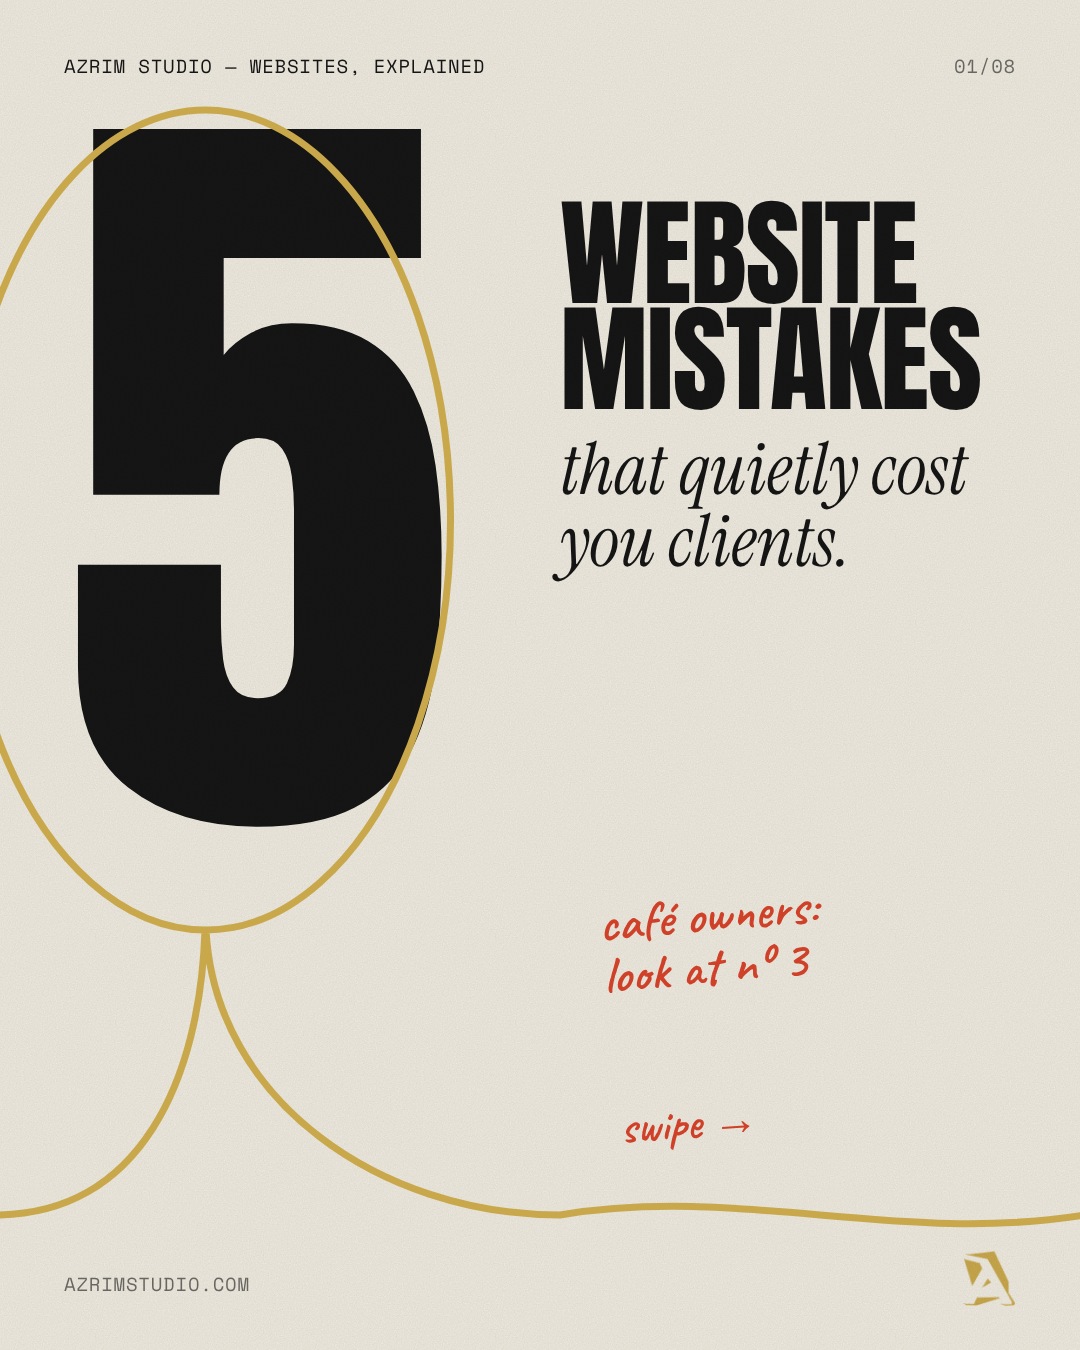 AZRIM STUDIO — WEBSITES, EXPLAINED
01/08
5
WEBSITE
MISTAKES
that quietly cost
you clients.
café owners:
look at nº 3
swipe →
AZRIMSTUDIO.COM
A